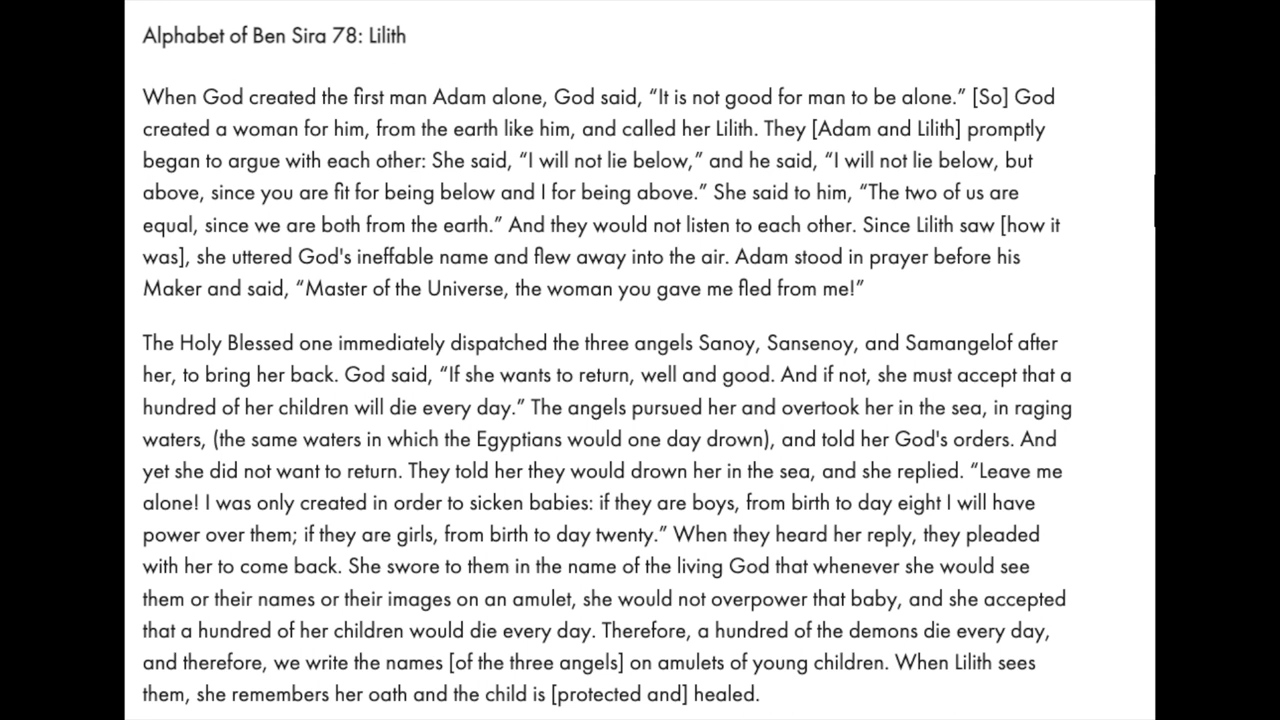 Alphabet of Ben Sira 78: Lilith
When God created the first man Adam alone, God said, “It is not good for man to be alone.” [So] God
created a woman for him, from the earth like him, and called her Lilith. They [Adam and Lilith] promptly
began to argue with each other: She said, “I will not lie below,” and he said, “I will not lie below, but
above, since you are fit for being below and I for being above.” She said to him, “The two of us are
equal, since we are both from the earth.” And they would not listen to each other. Since Lilith saw [how it
was], she uttered God's ineffable name and flew away into the air. Adam stood in prayer before his
Maker and said, “Master of the Universe, the woman you gave me fled from me!”
The Holy Blessed one immediately dispatched the three angels Sanoy, Sansenoy, and Samangelof after
her, to bring her back. God said, “If she wants to return, well and good. And if not, she must accept that a
hundred of her children will die every day.” The angels pursued her and overtook her in the sea, in raging
waters, (the same waters in which the Egyptians would one day drown), and told her God's orders. And
yet she did not want to return. They told her they would drown her in the sea, and she replied. “Leave me
alone! I was only created in order to sicken babies: if they are boys, from birth to day eight I will have
power over them; if they are girls, from birth to day twenty.” When they heard her reply, they pleaded
with her to come back. She swore to them in the name of the living God that whenever she would see
them or their names or their images on an amulet, she would not overpower that baby, and she accepted
that a hundred of her children would die every day. Therefore, a hundred of the demons die every day,
and therefore, we write the names [of the three angels] on amulets of young children. When Lilith sees
them, she remembers her oath and the child is [protected and] healed.